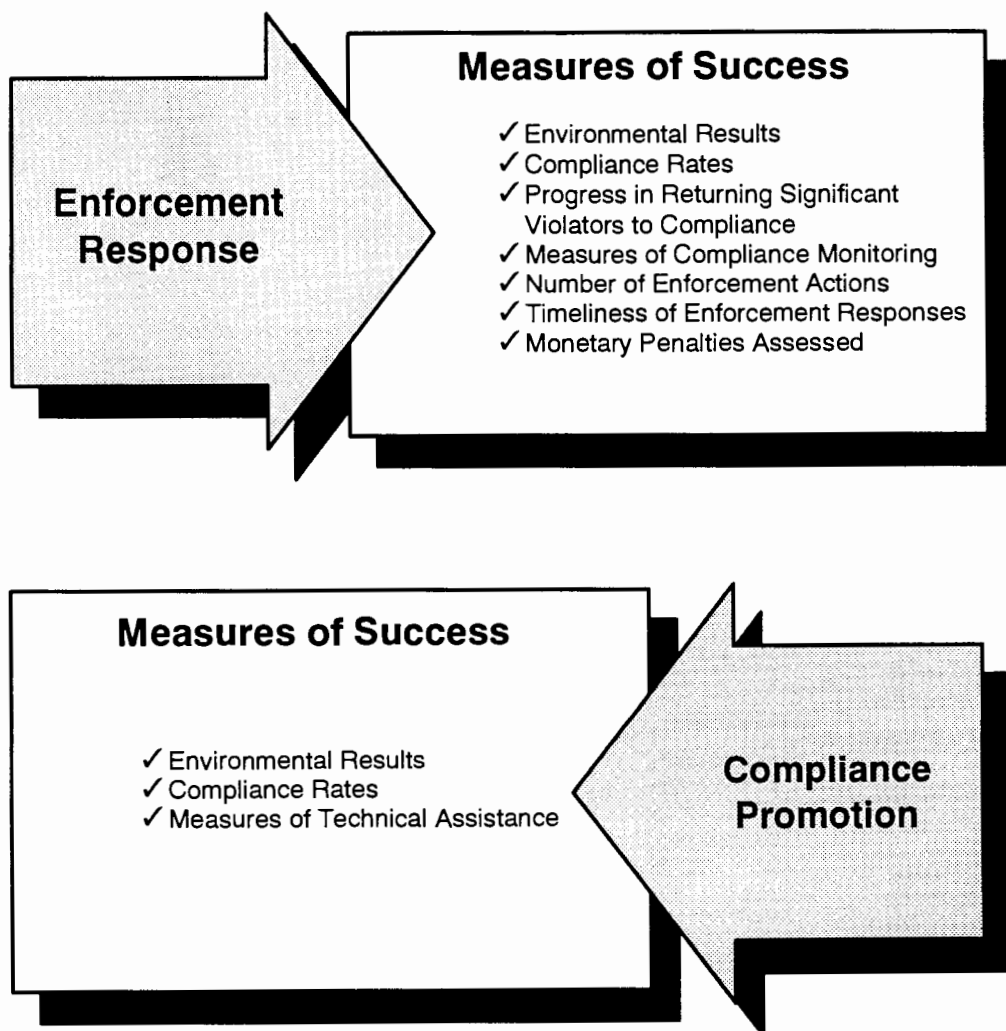 Enforcement
Response
Measures of Success
✓ Environmental Results
✓ Compliance Rates
✓ Progress in Returning Significant
Violators to Compliance
✓ Measures of Compliance Monitoring
✓ Number of Enforcement Actions
✓ Timeliness of Enforcement Responses
✓ Monetary Penalties Assessed
Measures of Success
✓ Environmental Results
✓ Compliance Rates
✓ Measures of Technical Assistance
Compliance
Promotion